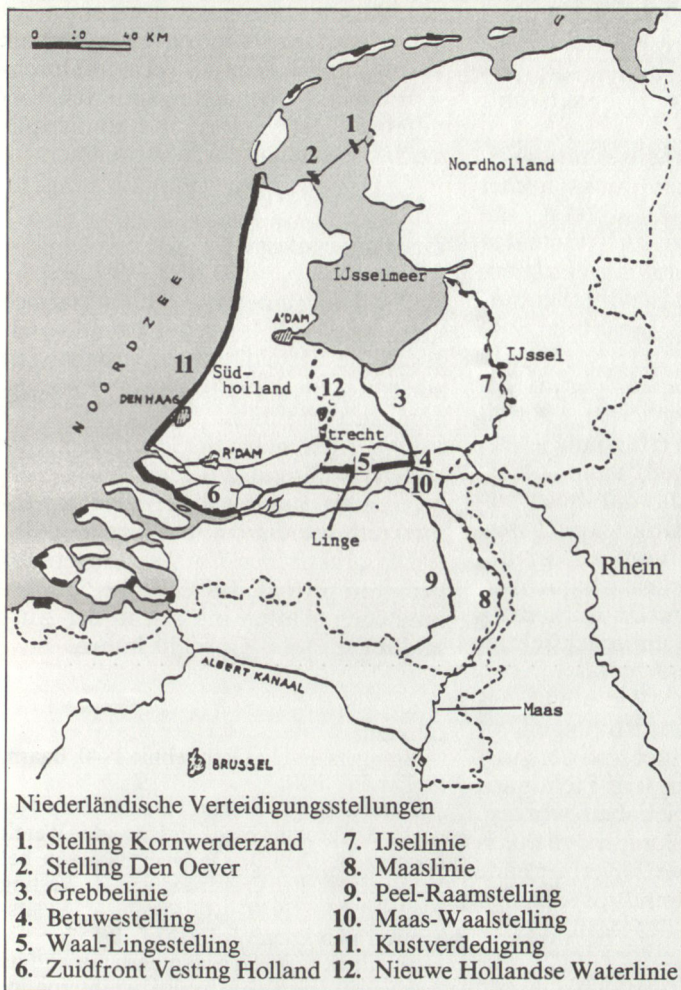 0 20 40 KM
1
2
Nordholland
IJsselmeer
NOORDZEE
A'DAM
IJssel
11
Süd-
holland
12
3
7
DEN HAAG
trecht
R'DAM
5
4
6
10
Linge
Rhein
9
8
ALBERT KANAAL
Maas
BRUSSEL
Niederländische Verteidigungsstellungen
1. Stelling Kornwerderzand
2. Stelling Den Oever
3. Grebbelinie
4. Betuwestelling
5. Waal-Lingestelling
6. Zuidfront Vesting Holland
7. IJsellinie
8. Maaslinie
9. Peel-Raamstelling
10. Maas-Waalstelling
11. Kustverdediging
12. Nieuwe Hollandse Waterlinie